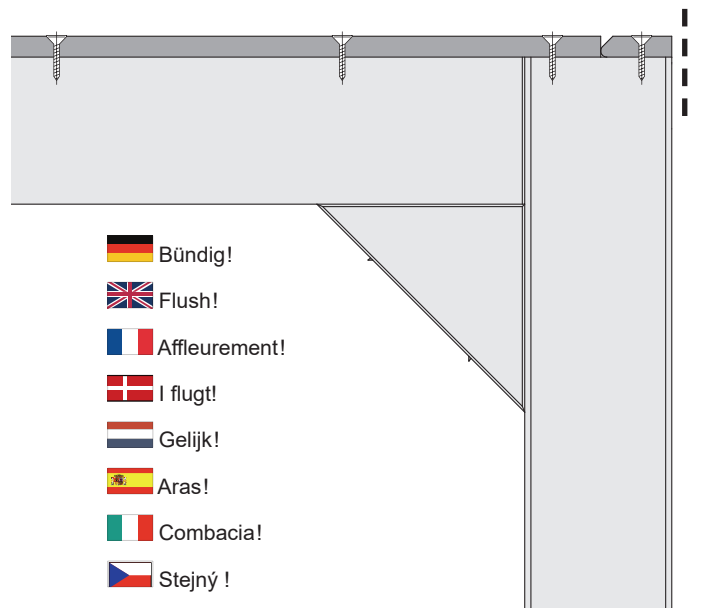 Bündig!
Flush!
Affleurement!
I flugt!
Gelijk!
Aras!
Combacia!
Stejný !